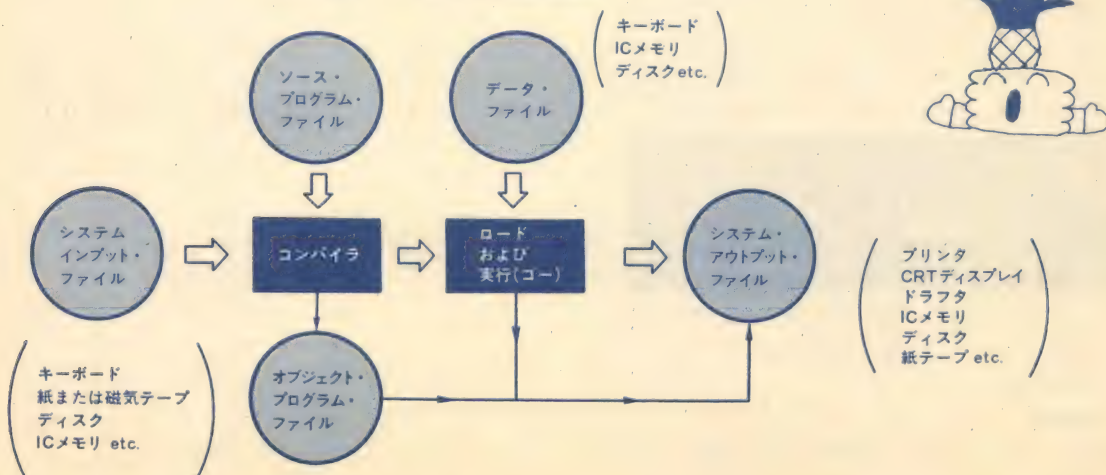 キーボード
ICメモリ
ディスクetc.
ソース・
プログラム・
ファイル
データ・
ファイル
システム
インプット・
ファイル
コンパイラ
ロード
および
実行(ゴー)
システム・
アウトプット・
ファイル
プリンタ
CRTディスプレイ
ドラフタ
ICメモリ
ディスク
紙テープ etc.
キーボード
紙または磁気テープ
ディスク
ICメモリ etc.
オブジェクト・
プログラム・
ファイル